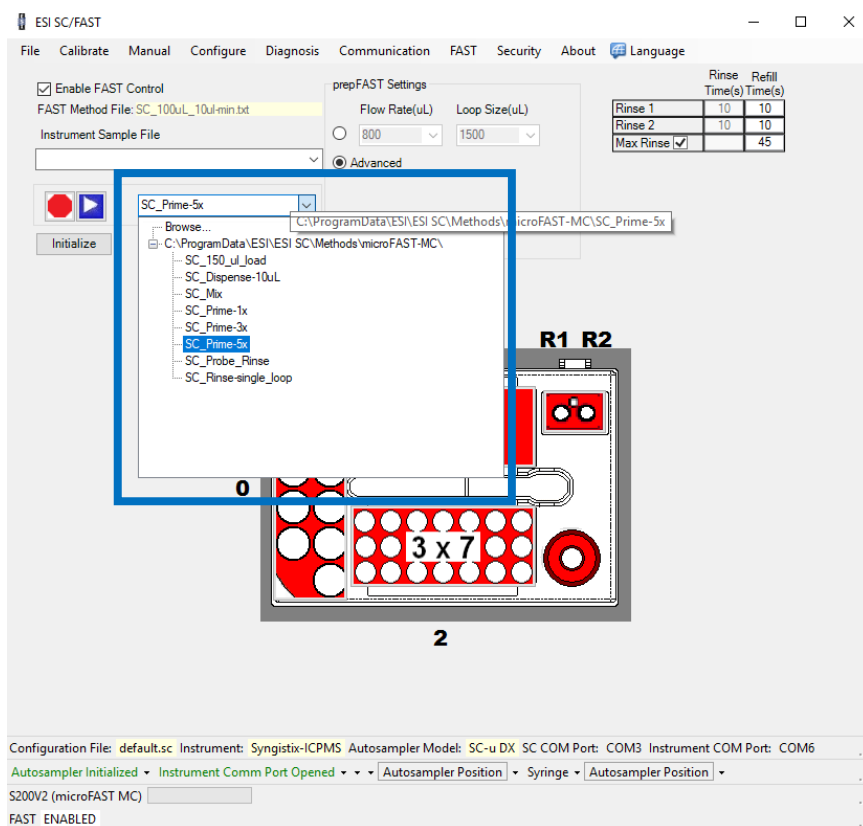 ESI SC/FAST
File Calibrate Manual Configure Diagnosis Communication FAST Security About Language
Enable FAST Control
FAST Method File: SC_100uL_10ul-min.txt
Instrument Sample File
prepFAST Settings
Flow Rate(uL) Loop Size(uL)
800 1500
Advanced
Rinse Time(s) Refill Time(s)
Rinse 1 10 10
Rinse 2 10 10
Max Rinse 45
SC_Prime-5x
C:\ProgramData\ESI\ESI SC\Methods\microFAST-MC\SC_Prime-5x
Initialize
Browse...
C:\ProgramData\ESI\ESI SC\Methods\microFAST-MC\
SC_150_ul_load
SC_Dispense-10uL
SC_Mix
SC_Prime-1x
SC_Prime-3x
SC_Prime-5x
SC_Probe_Rinse
SC_Rinse-single_loop
R1 R2
0
3 x 7
2
Configuration File: default.sc Instrument: Syngistix-ICPMS Autosampler Model: SC-u DX SC COM Port: COM3 Instrument COM Port: COM6
Autosampler Initialized Instrument Comm Port Opened Autosampler Position Syringe Autosampler Position
S200V2 (microFAST MC)
FAST ENABLED